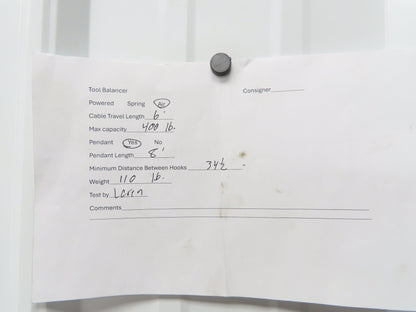 Tool Balancer
Consigner
Powered Spring Air
Cable Travel Length 6'
Max capacity 400 lb.
Pendant Yes No
Pendant Length 8'
Minimum Distance Between Hooks 34½
Weight 110 lb.
Test by Loren
Comments